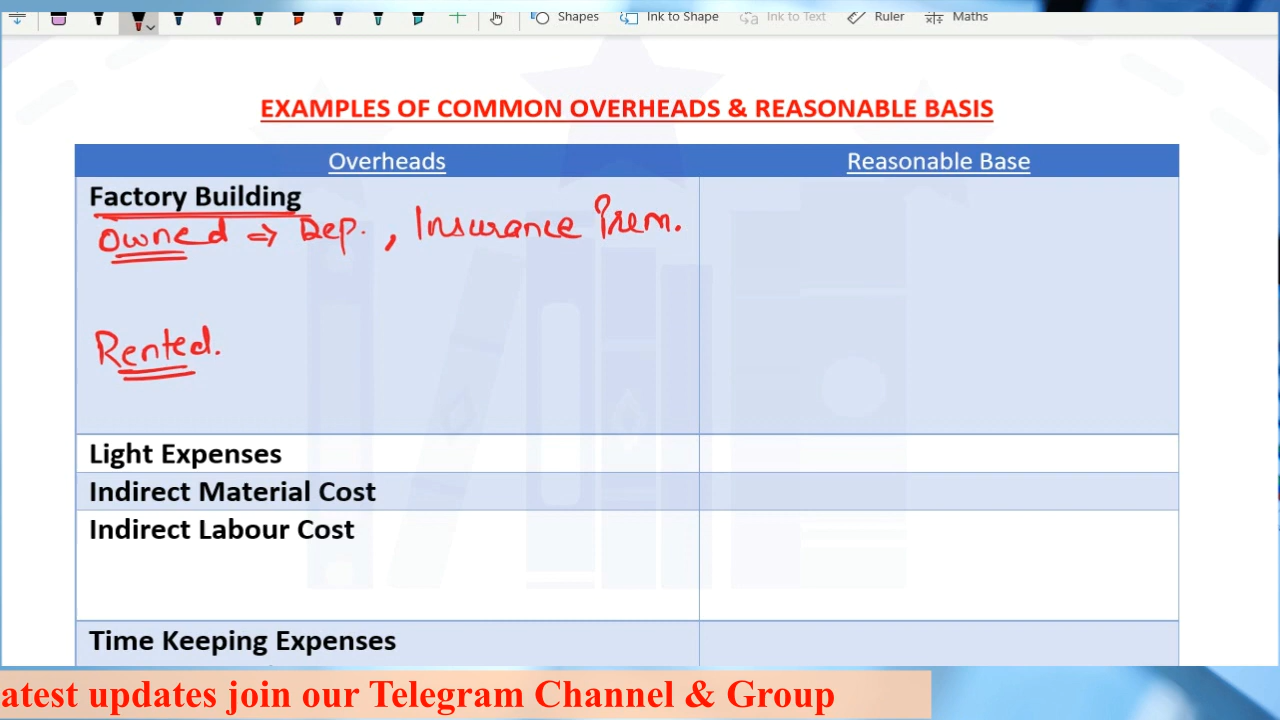 Shapes Ink to Shape Ink to Text Ruler Maths
EXAMPLES OF COMMON OVERHEADS & REASONABLE BASIS
Overheads Reasonable Base
Factory Building
Owned ⇒ Dep. , Insurance Prem.
Rented.
Light Expenses
Indirect Material Cost
Indirect Labour Cost
Time Keeping Expenses
atest updates join our Telegram Channel & Group